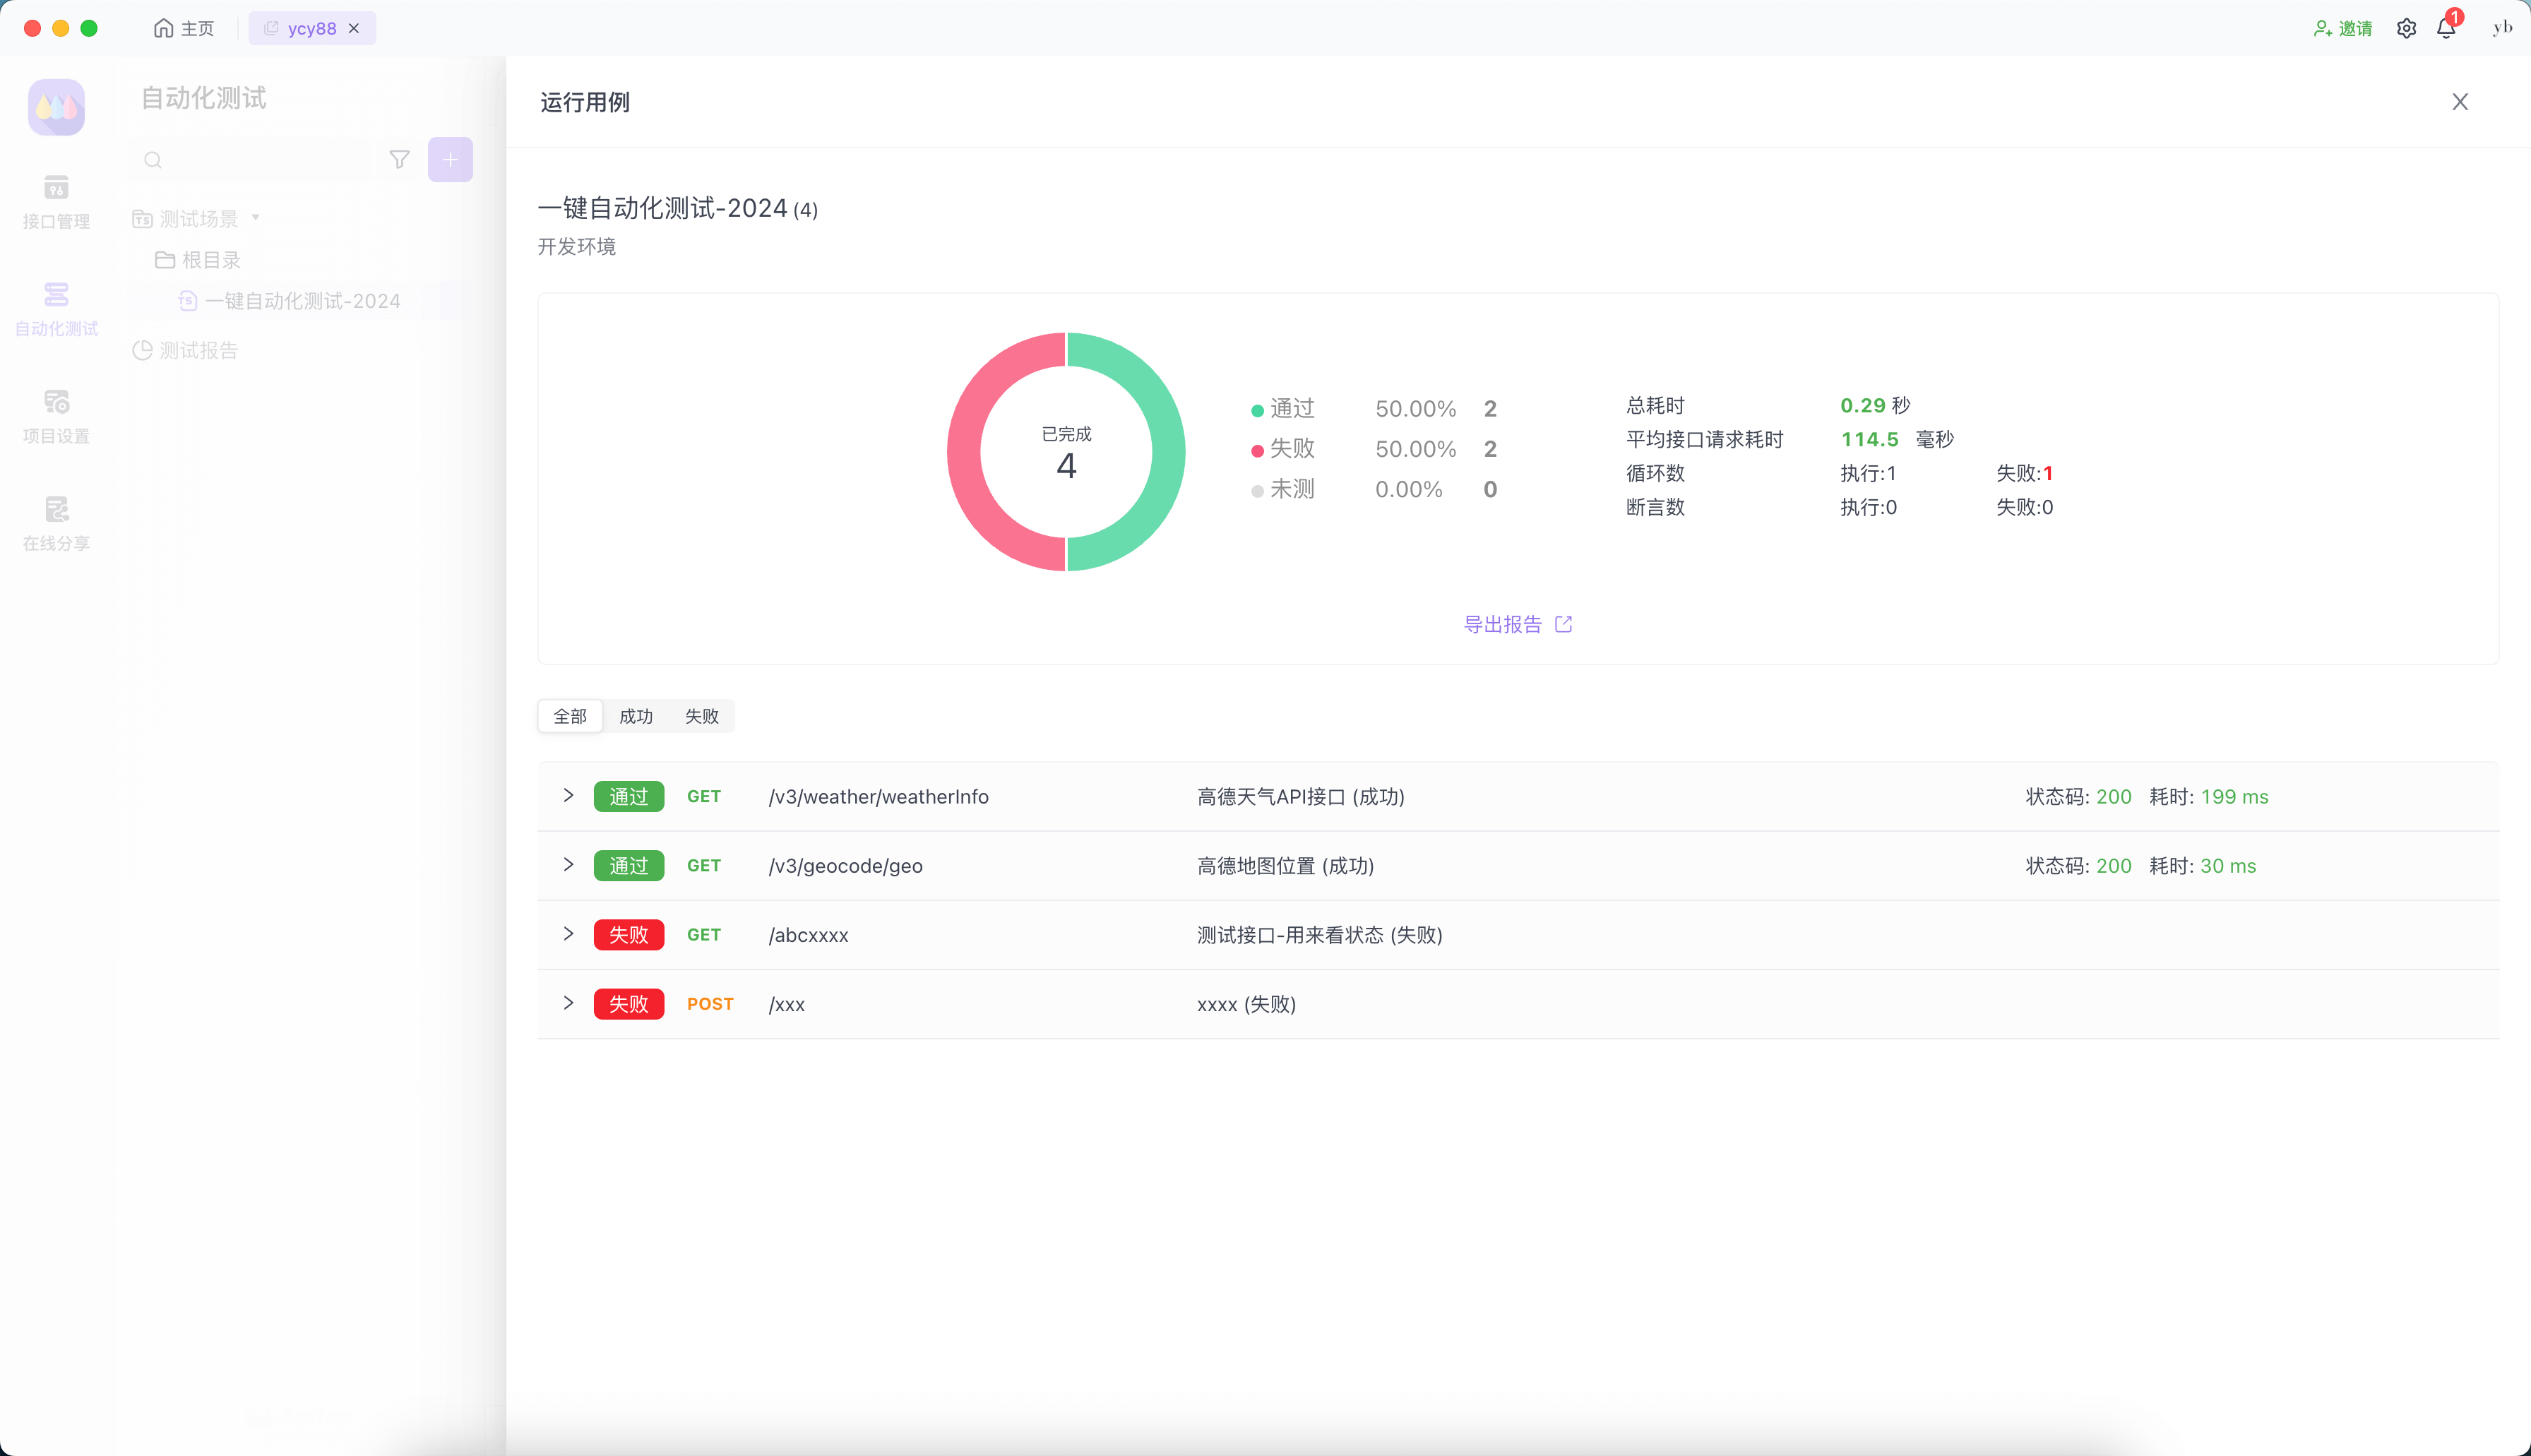 主页
ycy88
邀请
1
yb
接口管理
自动化测试
项目设置
在线分享
自动化测试
TS 测试场景
根目录
TS 一键自动化测试-2024
测试报告
运行用例
一键自动化测试-2024 (4)
开发环境
已完成
4
通过 50.00% 2
失败 50.00% 2
未测 0.00% 0
总耗时 0.29 秒
平均接口请求耗时 114.5 毫秒
循环数 执行:1 失败:1
断言数 执行:0 失败:0
导出报告
全部 成功 失败
通过 GET /v3/weather/weatherInfo 高德天气API接口 (成功) 状态码: 200 耗时: 199 ms
通过 GET /v3/geocode/geo 高德地图位置 (成功) 状态码: 200 耗时: 30 ms
失败 GET /abcxxxx 测试接口-用来看状态 (失败)
失败 POST /xxx xxxx (失败)